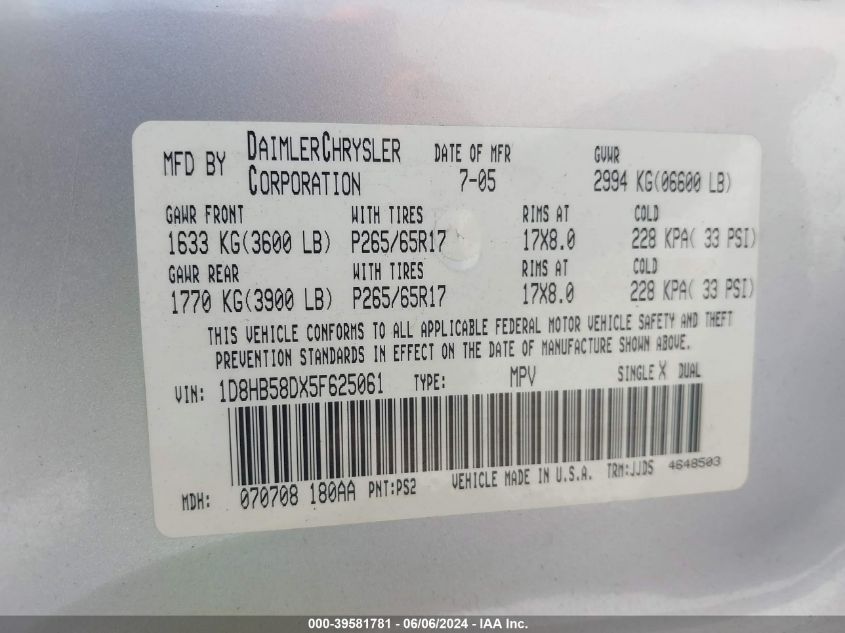 MFD BY DAIMLERCHRYSLER CORPORATION DATE OF MFR 7-05 GVWR 2994 KG(06600 LB)
GAWR FRONT WITH TIRES RIMS AT COLD
1633 KG(3600 LB) P265/65R17 17X8.0 228 KPA( 33 PSI)
GAWR REAR WITH TIRES RIMS AT COLD
1770 KG(3900 LB) P265/65R17 17X8.0 228 KPA( 33 PSI)
THIS VEHICLE CONFORMS TO ALL APPLICABLE FEDERAL MOTOR VEHICLE SAFETY AND THEFT
PREVENTION STANDARDS IN EFFECT ON THE DATE OF MANUFACTURE SHOWN ABOVE.
VIN: 1D8HB58DX5F625061 TYPE: MPV SINGLE X DUAL
MDH: 070708 180AA PNT:PS2 VEHICLE MADE IN U.S.A. TRM:JJDS 4648503
000-39581781 - 06/06/2024 - IAA Inc.